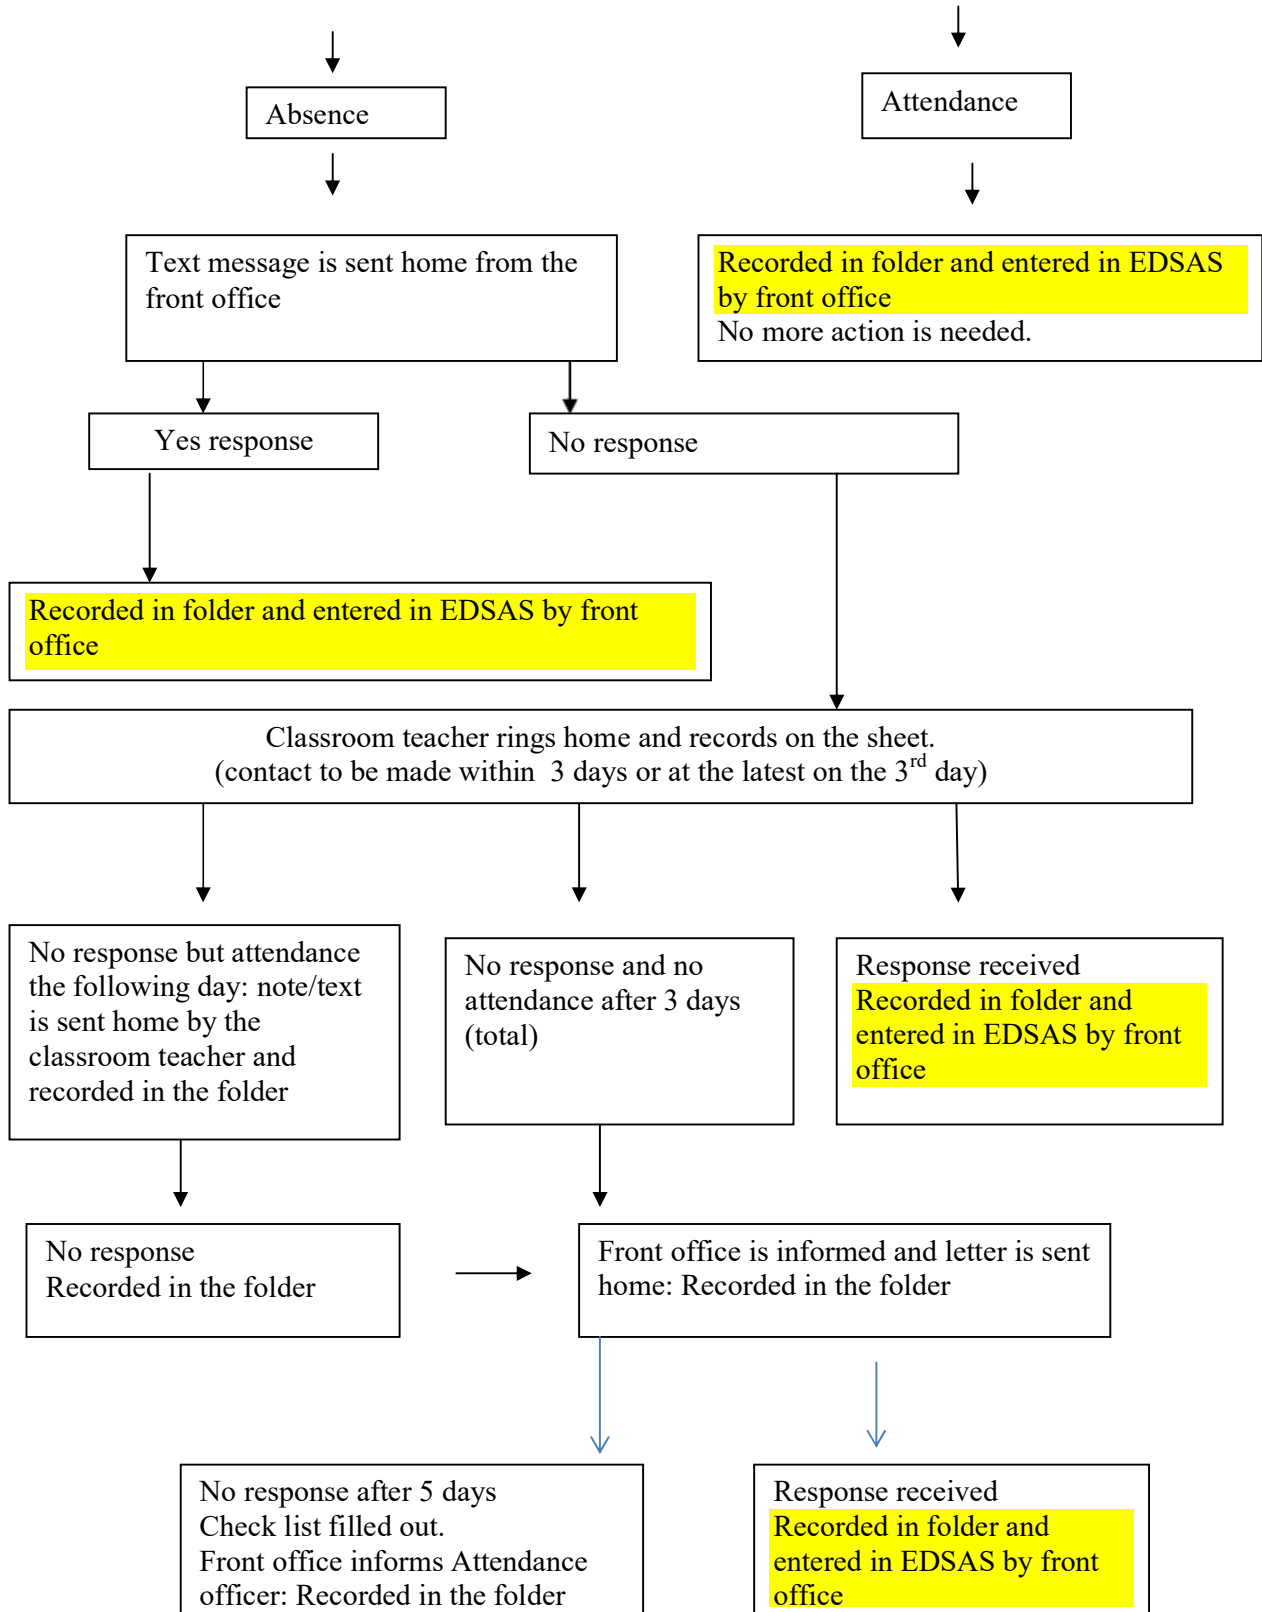 Absence
Attendance
Text message is sent home from the
front office
Recorded in folder and entered in EDSAS
by front office
No more action is needed.
Yes response
No response
Recorded in folder and entered in EDSAS by front
office
Classroom teacher rings home and records on the sheet.
(contact to be made within  3 days or at the latest on the 3rd day)
No response but attendance
the following day: note/text
is sent home by the
classroom teacher and
recorded in the folder
No response and no
attendance after 3 days
(total)
Response received
Recorded in folder and
entered in EDSAS by front
office
No response
Recorded in the folder
Front office is informed and letter is sent
home: Recorded in the folder
No response after 5 days
Check list filled out.
Front office informs Attendance
officer: Recorded in the folder
Response received
Recorded in folder and
entered in EDSAS by front
office